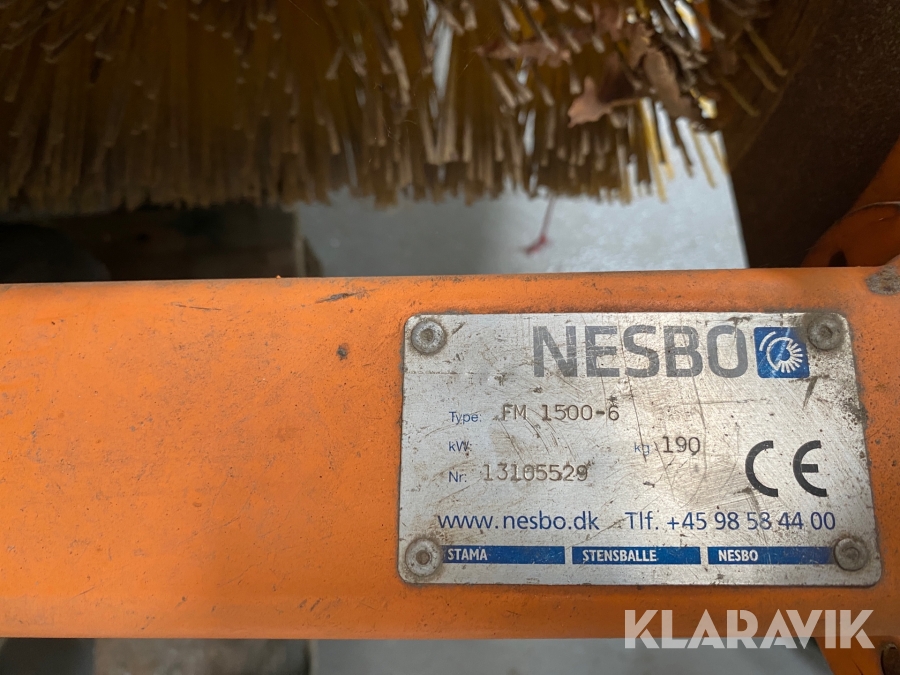 NESBO
Type: FM 1500-6
kW kg 190
Nr. 13105529
www.nesbo.dk Tlf. +45 98 58 44 00
STAMA STENSBALLE NESBO
KLARAVIK